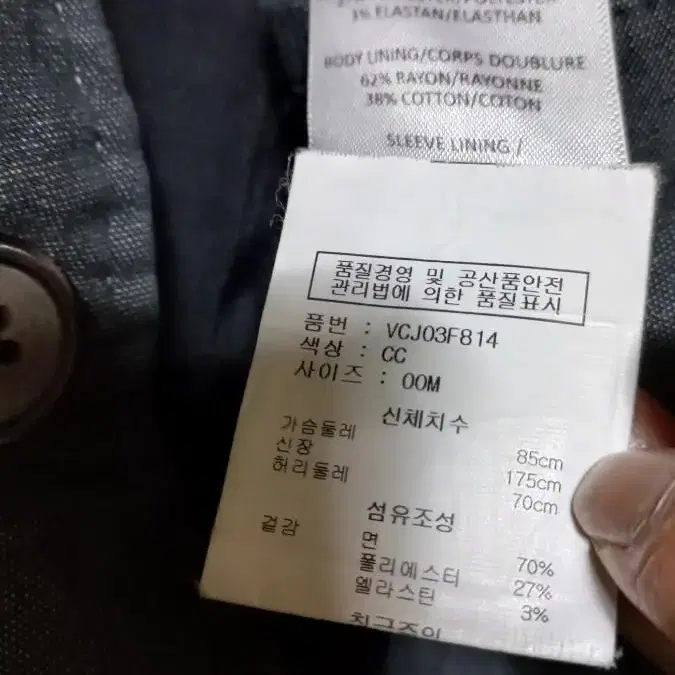 3% ELASTAN/ELASTHAN
BODY LINING/CORPS DOUBLURE
62% RAYON/RAYONNE
38% COTTON/COTON
SLEEVE LINING /
품질경영 및 공산품안전
관리법에 의한 품질표시
품번 : VCJ03F814
색상 : CC
사이즈 : 00M
신체치수
가슴둘레 85cm
신장 175cm
허리둘레 70cm
섬유조성
겉감 면 70%
폴리에스터 27%
엘라스틴 3%